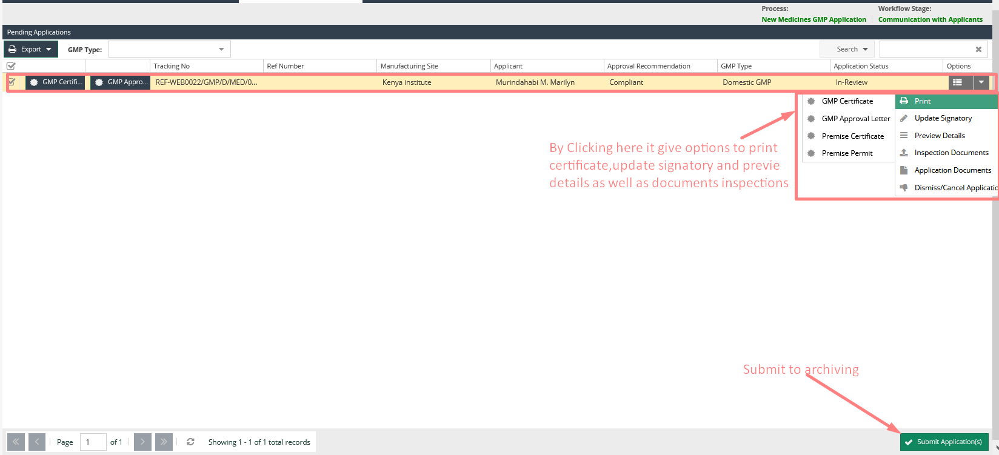 Process:
Workflow Stage:
New Medicines GMP Application
Communication with Applicants
Pending Applications
Export
GMP Type:
Search
Tracking No
Ref Number
Manufacturing Site
Applicant
Approval Recommendation
GMP Type
Application Status
Options
GMP Certifi...
GMP Appro...
REF-WEB0022/GMP/D/MED/0...
Kenya institute
Murindahabi M. Marilyn
Compliant
Domestic GMP
In-Review
GMP Certificate
GMP Approval Letter
Premise Certificate
Premise Permit
Print
Update Signatory
Preview Details
Inspection Documents
Application Documents
Dismiss/Cancel Applicatio
By Clicking here it give options to print
certificate,update signatory and previe
details as well as documents inspections
Submit to archiving
Page 1 of 1
Showing 1 - 1 of 1 total records
Submit Application(s)